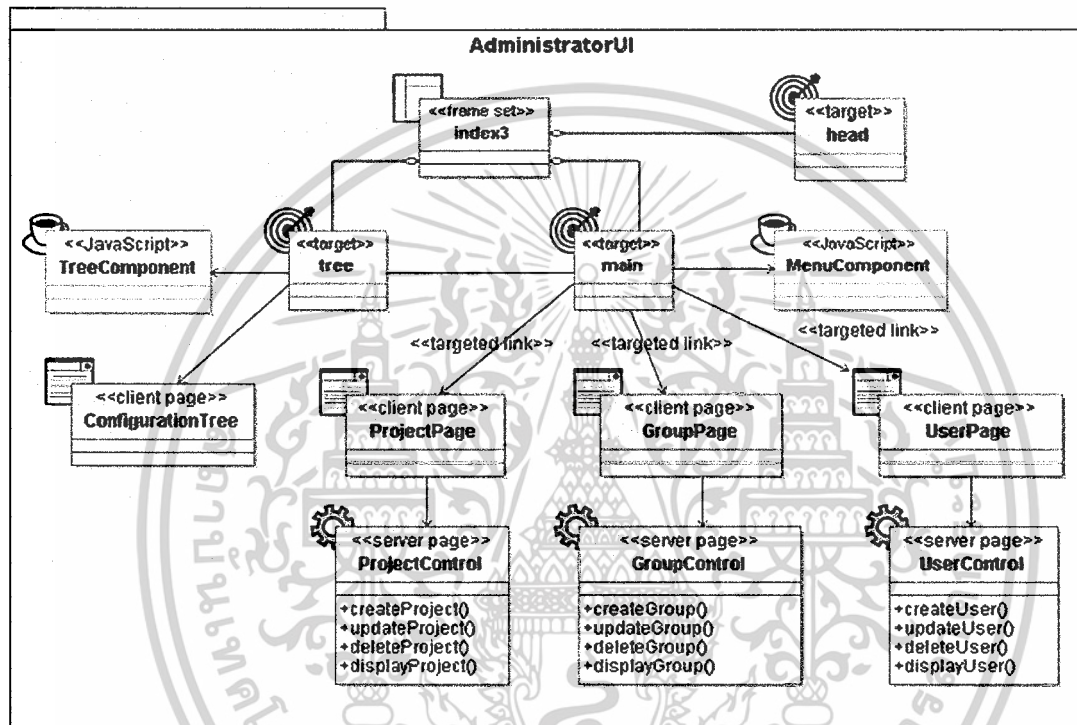 AdministratorUI
<<frame set>>
index3
<<target>>
head
<<JavaScript>>
TreeComponent
<<target>>
tree
<<target>>
main
<<JavaScript>>
MenuComponent
<<targeted link>>
<<targeted link>>
<<targeted link>>
<<client page>>
ConfigurationTree
<<client page>>
ProjectPage
<<client page>>
GroupPage
<<client page>>
UserPage
<<server page>>
ProjectControl
+createProject()
+updateProject()
+deleteProject()
+displayProject()
<<server page>>
GroupControl
+createGroup()
+updateGroup()
+deleteGroup()
+displayGroup()
<<server page>>
UserControl
+createUser()
+updateUser()
+deleteUser()
+displayUser()